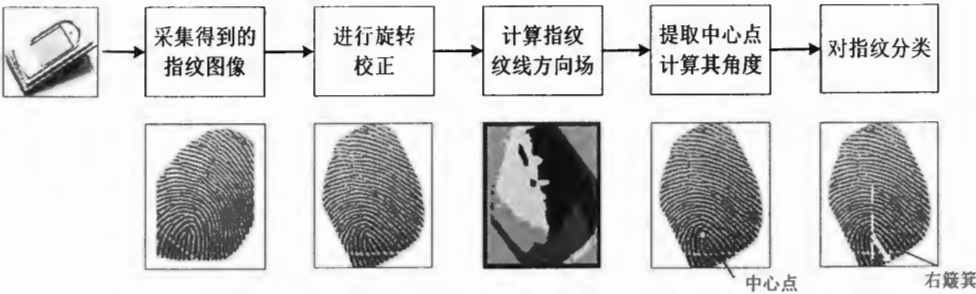 采集得到的
指纹图像
进行旋转
校正
计算指纹
纹线方向场
提取中心点
计算其角度
对指纹分类
中心点
右簸箕